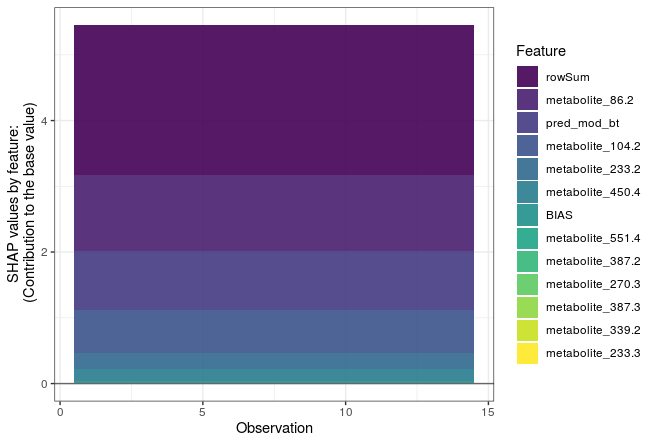 SHAP values by feature:
(Contribution to the base value)
4
2
0
0
5
10
15
Observation
Feature
rowSum
metabolite_86.2
pred_mod_bt
metabolite_104.2
metabolite_233.2
metabolite_450.4
BIAS
metabolite_551.4
metabolite_387.2
metabolite_270.3
metabolite_387.3
metabolite_339.2
metabolite_233.3